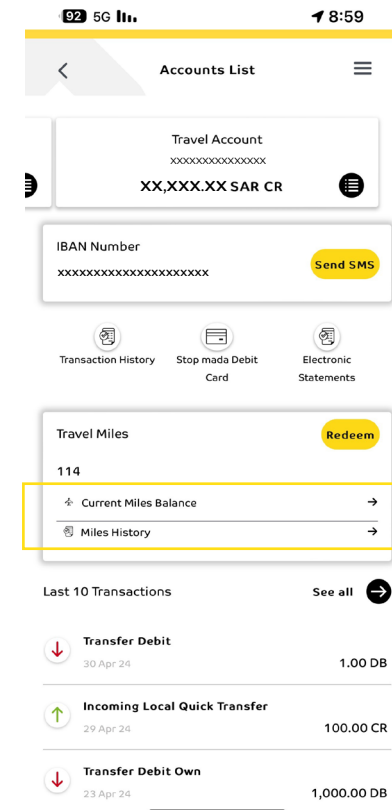 92 5G 8:59
Accounts List
Travel Account
xxxxxxxxxxxxxxx
XX,XXX.XX SAR CR
IBAN Number
xxxxxxxxxxxxxxxxxxxxx
Send SMS
Transaction History
Stop mada Debit
Card
Electronic
Statements
Travel Miles
Redeem
114
Current Miles Balance
Miles History
Last 10 Transactions
See all
Transfer Debit
30 Apr 24
1.00 DB
Incoming Local Quick Transfer
29 Apr 24
100.00 CR
Transfer Debit Own
23 Apr 24
1,000.00 DB